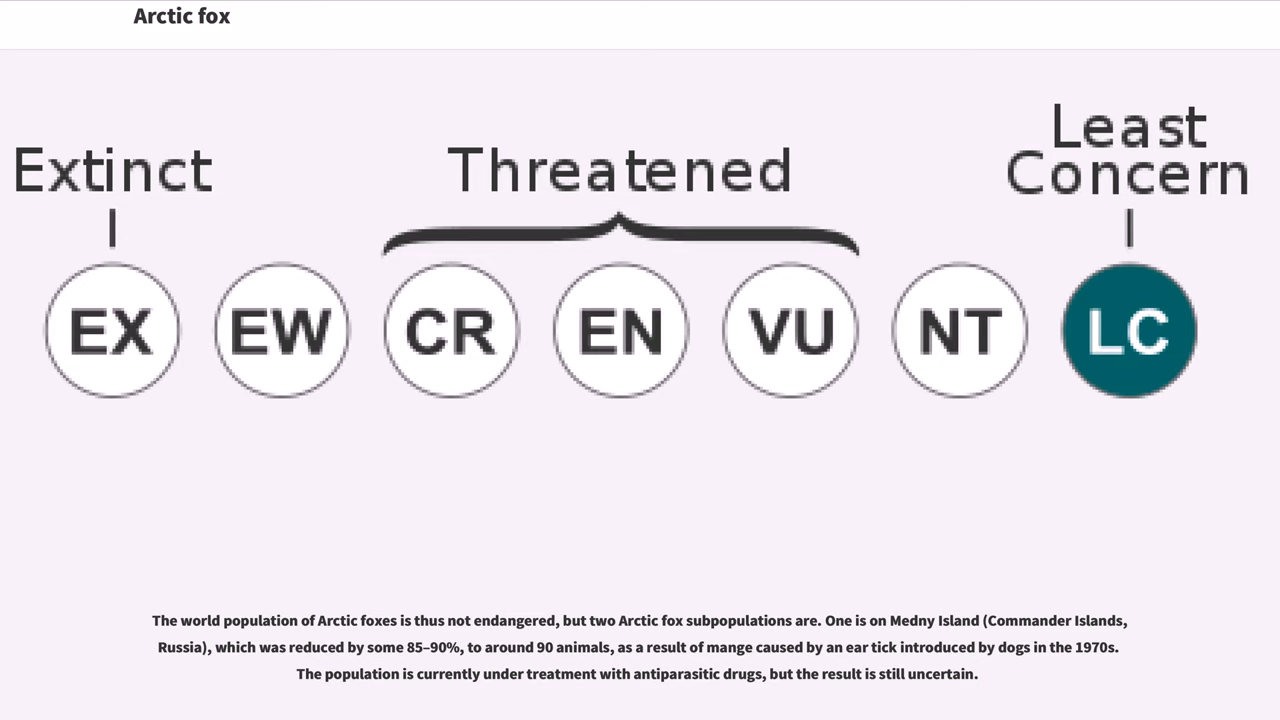 Arctic fox
Least
Concern
Extinct
Threatened
EX EW CR EN VU NT LC
The world population of Arctic foxes is thus not endangered, but two Arctic fox subpopulations are. One is on Medny Island (Commander Islands,
Russia), which was reduced by some 85–90%, to around 90 animals, as a result of mange caused by an ear tick introduced by dogs in the 1970s.
The population is currently under treatment with antiparasitic drugs, but the result is still uncertain.